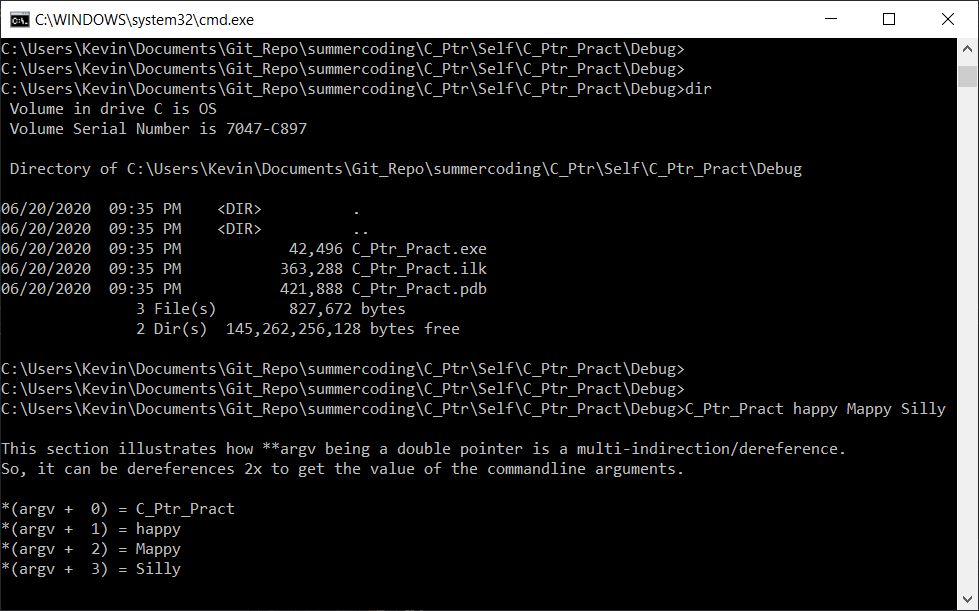 C:\WINDOWS\system32\cmd.exe
C:\Users\Kevin\Documents\Git_Repo\summercoding\C_Ptr\Self\C_Ptr_Pract\Debug>
C:\Users\Kevin\Documents\Git_Repo\summercoding\C_Ptr\Self\C_Ptr_Pract\Debug>
C:\Users\Kevin\Documents\Git_Repo\summercoding\C_Ptr\Self\C_Ptr_Pract\Debug>dir
 Volume in drive C is OS
 Volume Serial Number is 7047-C897
 Directory of C:\Users\Kevin\Documents\Git_Repo\summercoding\C_Ptr\Self\C_Ptr_Pract\Debug
06/20/2020  09:35 PM    <DIR>          .
06/20/2020  09:35 PM    <DIR>          ..
06/20/2020  09:35 PM            42,496 C_Ptr_Pract.exe
06/20/2020  09:35 PM           363,288 C_Ptr_Pract.ilk
06/20/2020  09:35 PM           421,888 C_Ptr_Pract.pdb
               3 File(s)        827,672 bytes
               2 Dir(s)  145,262,256,128 bytes free
C:\Users\Kevin\Documents\Git_Repo\summercoding\C_Ptr\Self\C_Ptr_Pract\Debug>
C:\Users\Kevin\Documents\Git_Repo\summercoding\C_Ptr\Self\C_Ptr_Pract\Debug>
C:\Users\Kevin\Documents\Git_Repo\summercoding\C_Ptr\Self\C_Ptr_Pract\Debug>C_Ptr_Pract happy Mappy Silly
This section illustrates how **argv being a double pointer is a multi-indirection/dereference.
So, it can be dereferences 2x to get the value of the commandline arguments.
*(argv +  0) = C_Ptr_Pract
*(argv +  1) = happy
*(argv +  2) = Mappy
*(argv +  3) = Silly